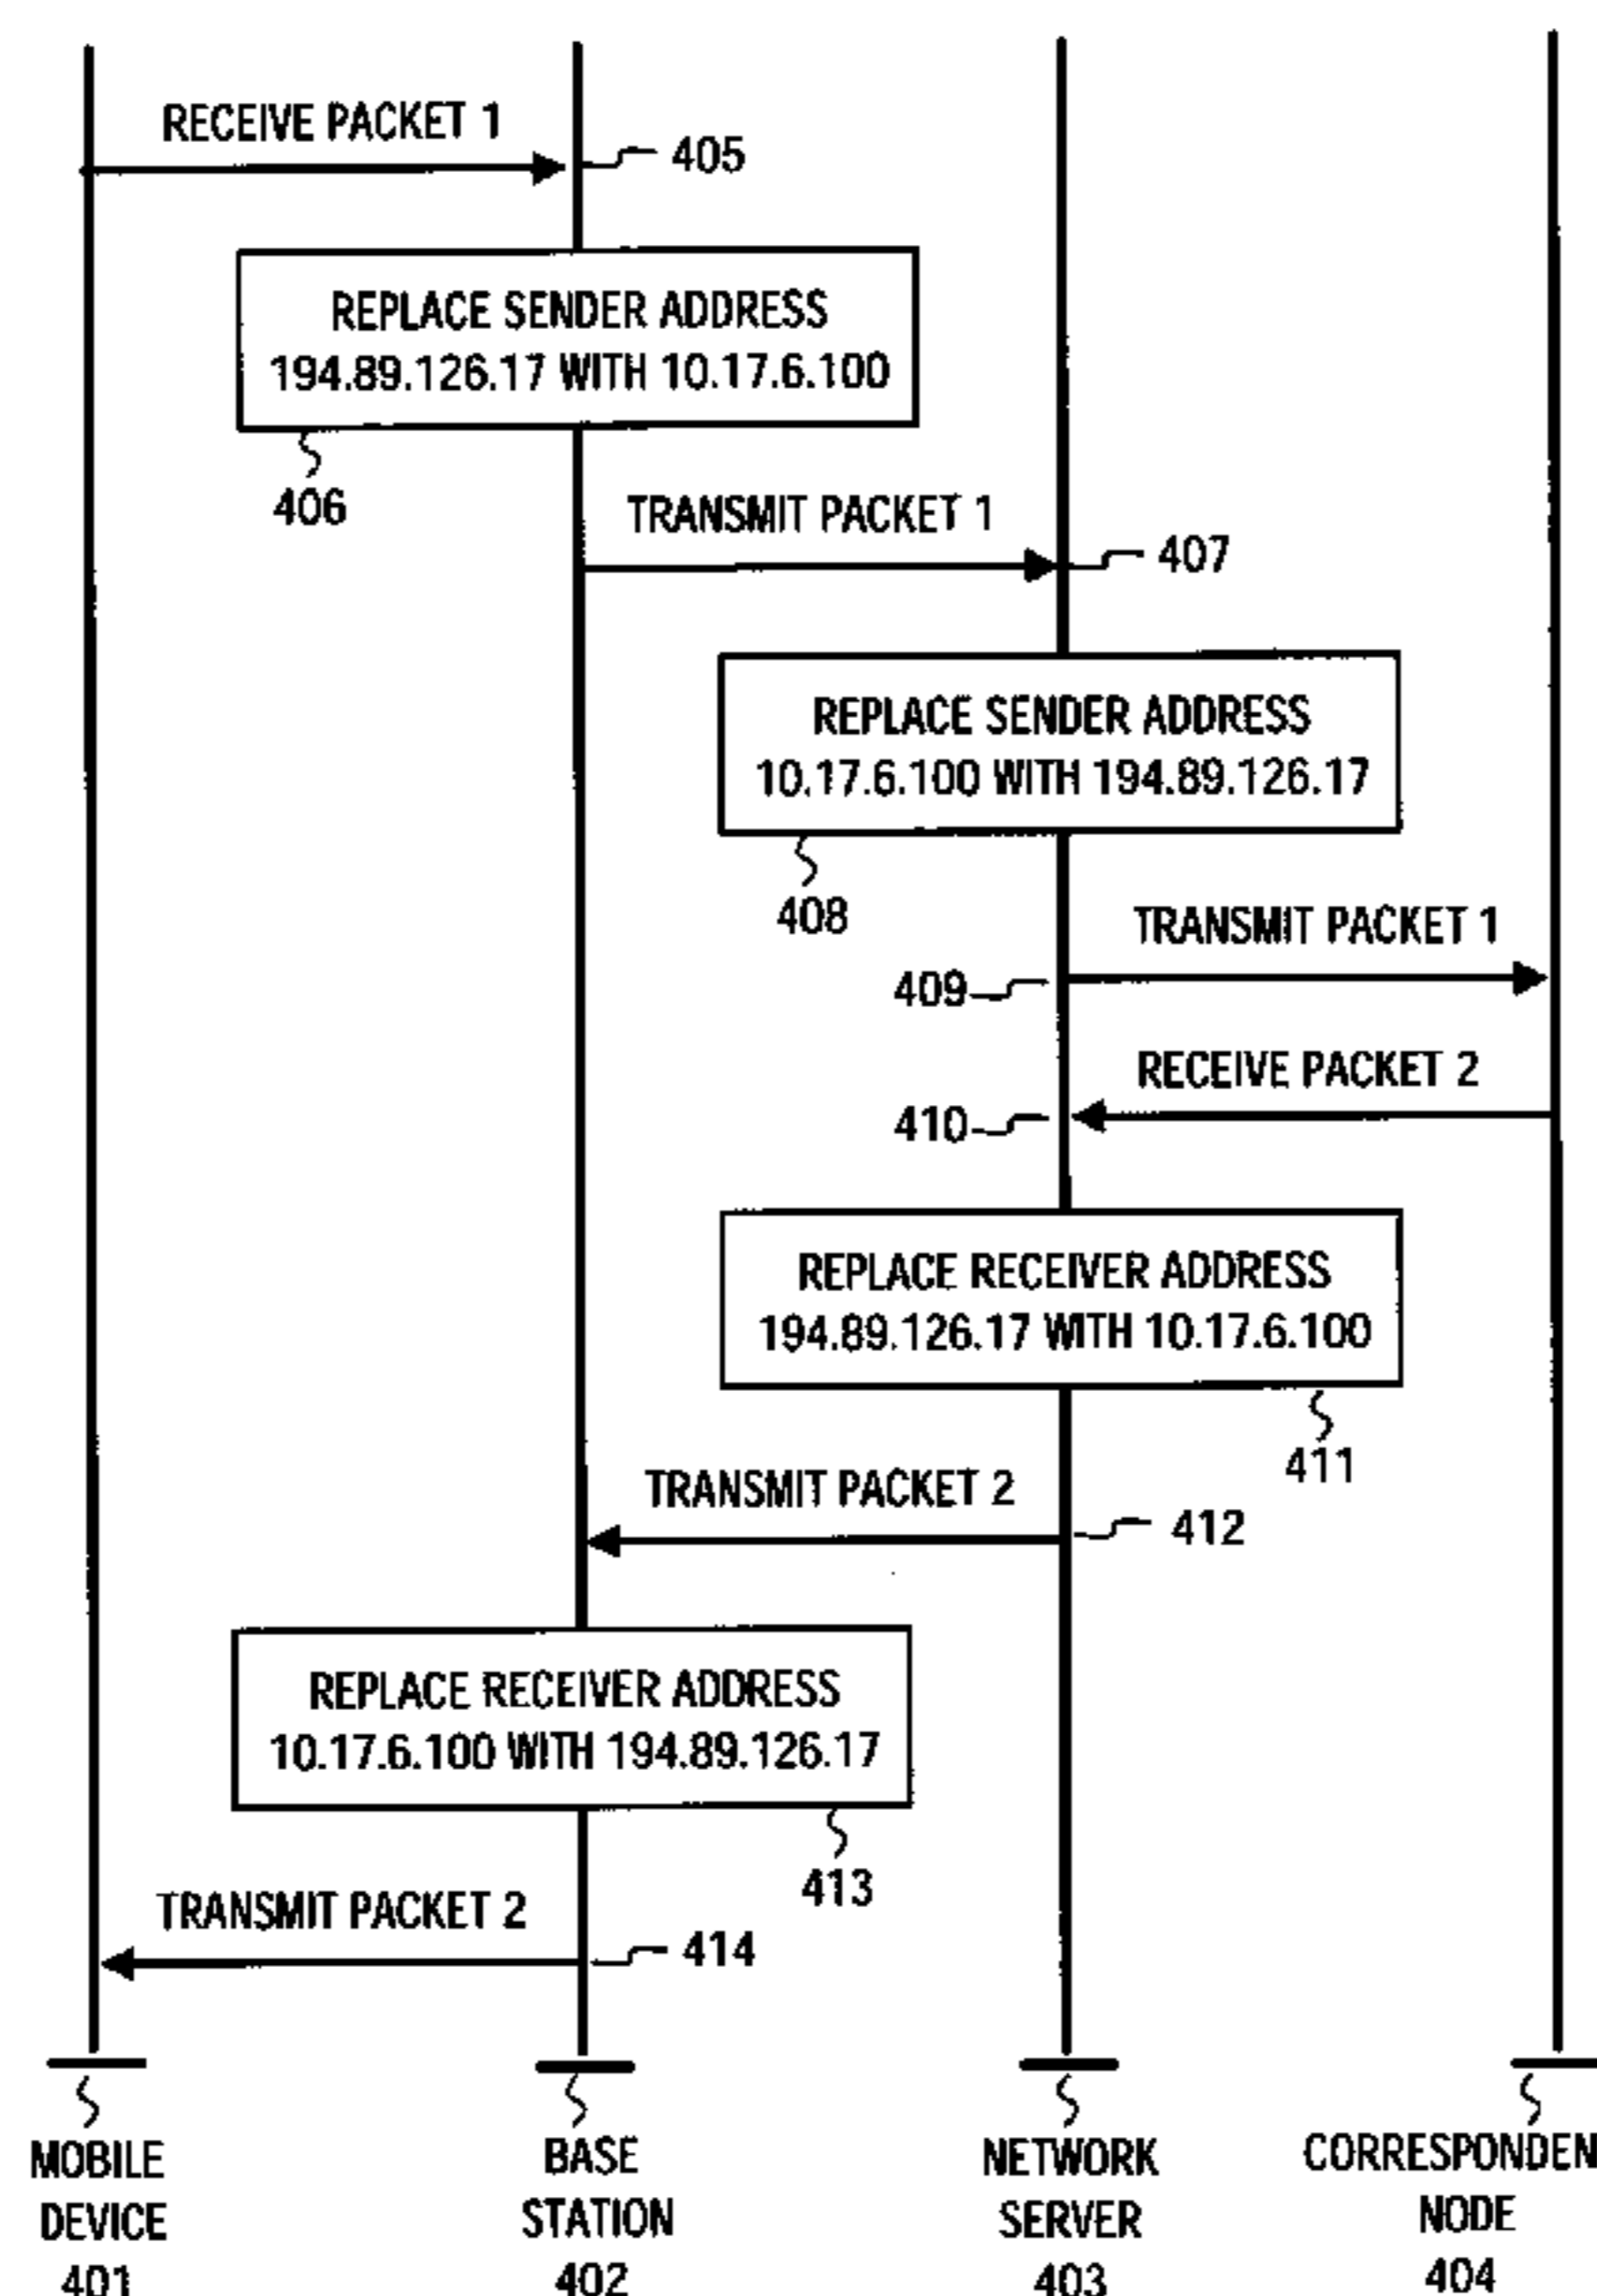 RECEIVE PACKET 1
405
REPLACE SENDER ADDRESS
194.89.126.17 WITH 10.17.6.100
406
TRANSMIT PACKET 1
407
REPLACE SENDER ADDRESS
10.17.6.100 WITH 194.89.126.17
408
TRANSMIT PACKET 1
409
RECEIVE PACKET 2
410
REPLACE RECEIVER ADDRESS
194.89.126.17 WITH 10.17.6.100
411
TRANSMIT PACKET 2
412
REPLACE RECEIVER ADDRESS
10.17.6.100 WITH 194.89.126.17
413
TRANSMIT PACKET 2
414
MOBILE
DEVICE
401
BASE
STATION
402
NETWORK
SERVER
403
CORRESPONDEN
NODE
404